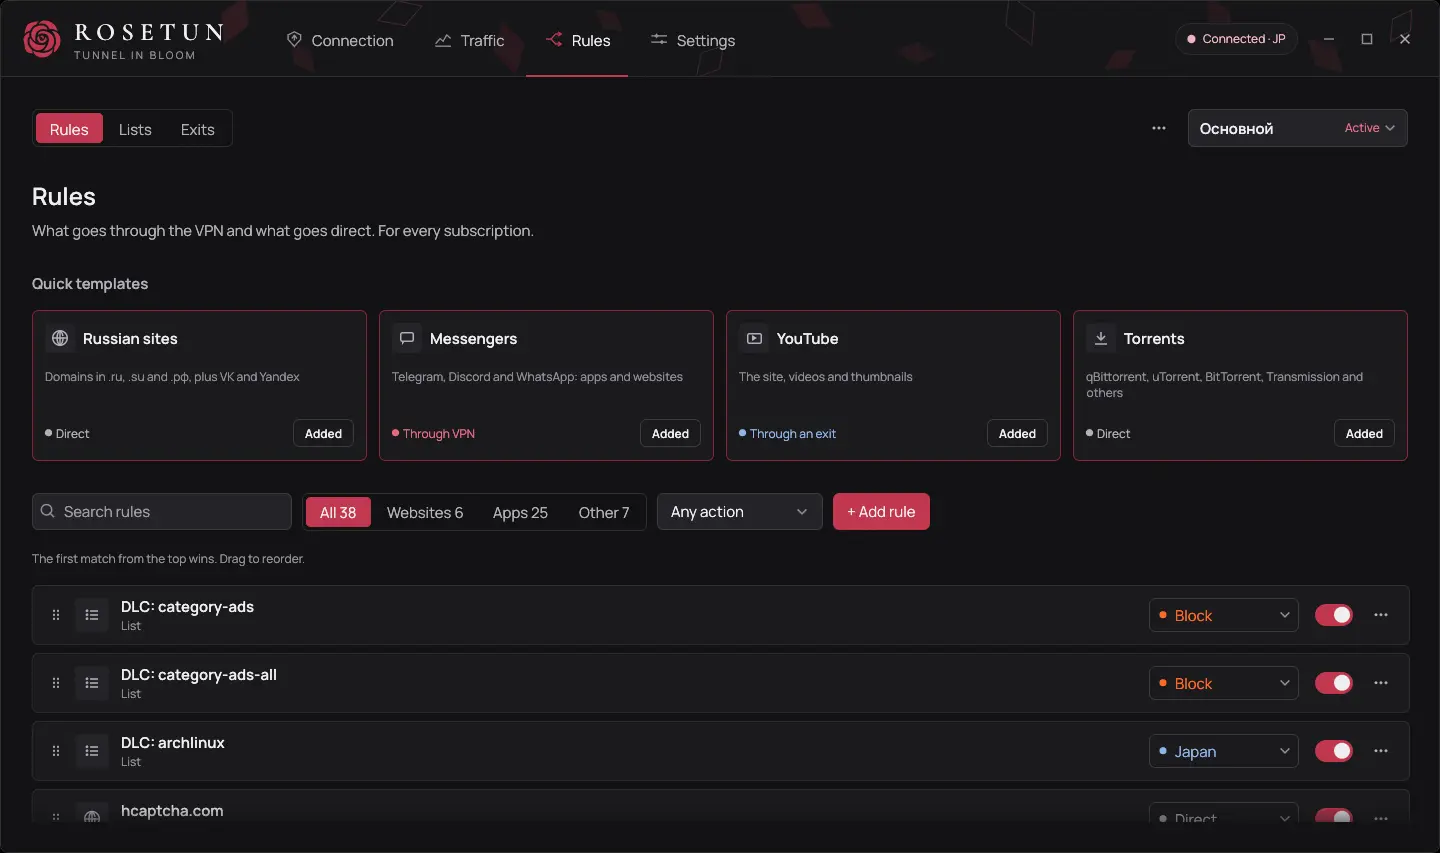 ROSETUN
TUNNEL IN BLOOM
Connection
Traffic
Rules
Settings
Connected · JP
Rules
Lists
Exits
Основной
Active
Rules
What goes through the VPN and what goes direct. For every subscription.
Quick templates
Russian sites
Domains in .ru, .su and .рф, plus VK and Yandex
Direct
Added
Messengers
Telegram, Discord and WhatsApp: apps and websites
Through VPN
Added
YouTube
The site, videos and thumbnails
Through an exit
Added
Torrents
qBittorrent, uTorrent, BitTorrent, Transmission and
others
Direct
Added
Search rules
All 38
Websites 6
Apps 25
Other 7
Any action
+ Add rule
The first match from the top wins. Drag to reorder.
DLC: category-ads
List
Block
DLC: category-ads-all
List
Block
DLC: archlinux
List
Japan
hcaptcha.com
Direct